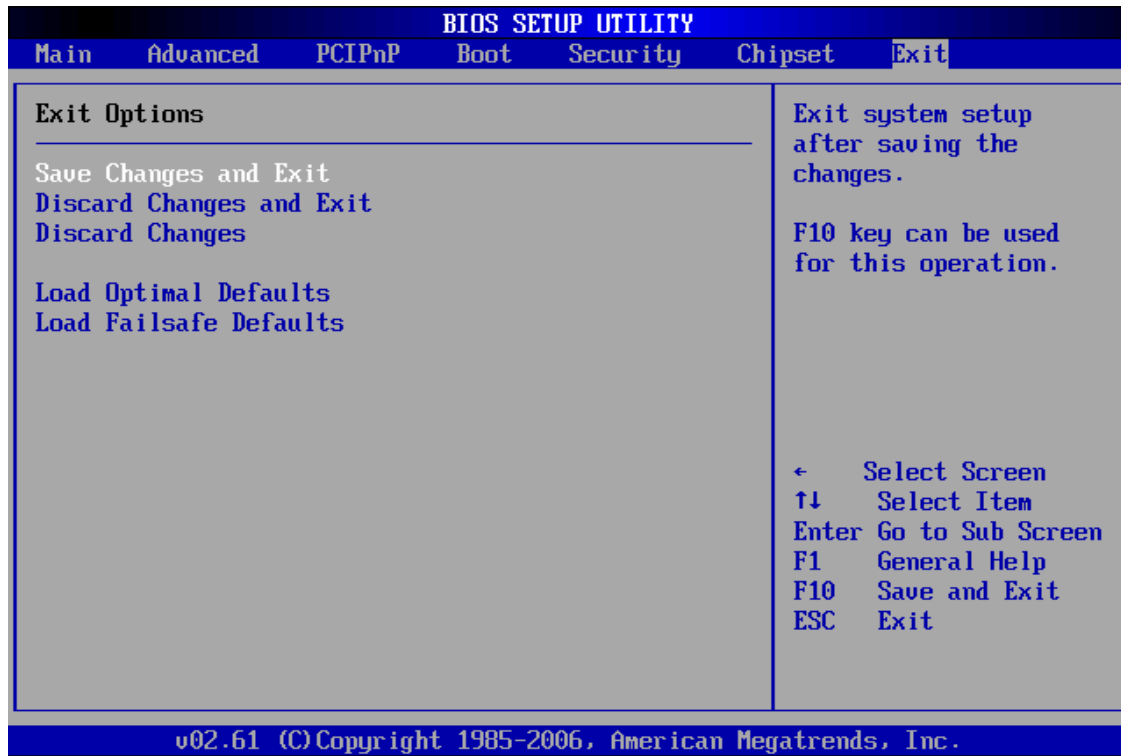 BIOS SETUP UTILITY
Main Advanced PCIPnP Boot Security Chipset Exit
Exit Options
Save Changes and Exit
Discard Changes and Exit
Discard Changes
Load Optimal Defaults
Load Failsafe Defaults
Exit system setup
after saving the
changes.
F10 key can be used
for this operation.
← Select Screen
↑↓ Select Item
Enter Go to Sub Screen
F1 General Help
F10 Save and Exit
ESC Exit
v02.61 (C)Copyright 1985-2006, American Megatrends, Inc.